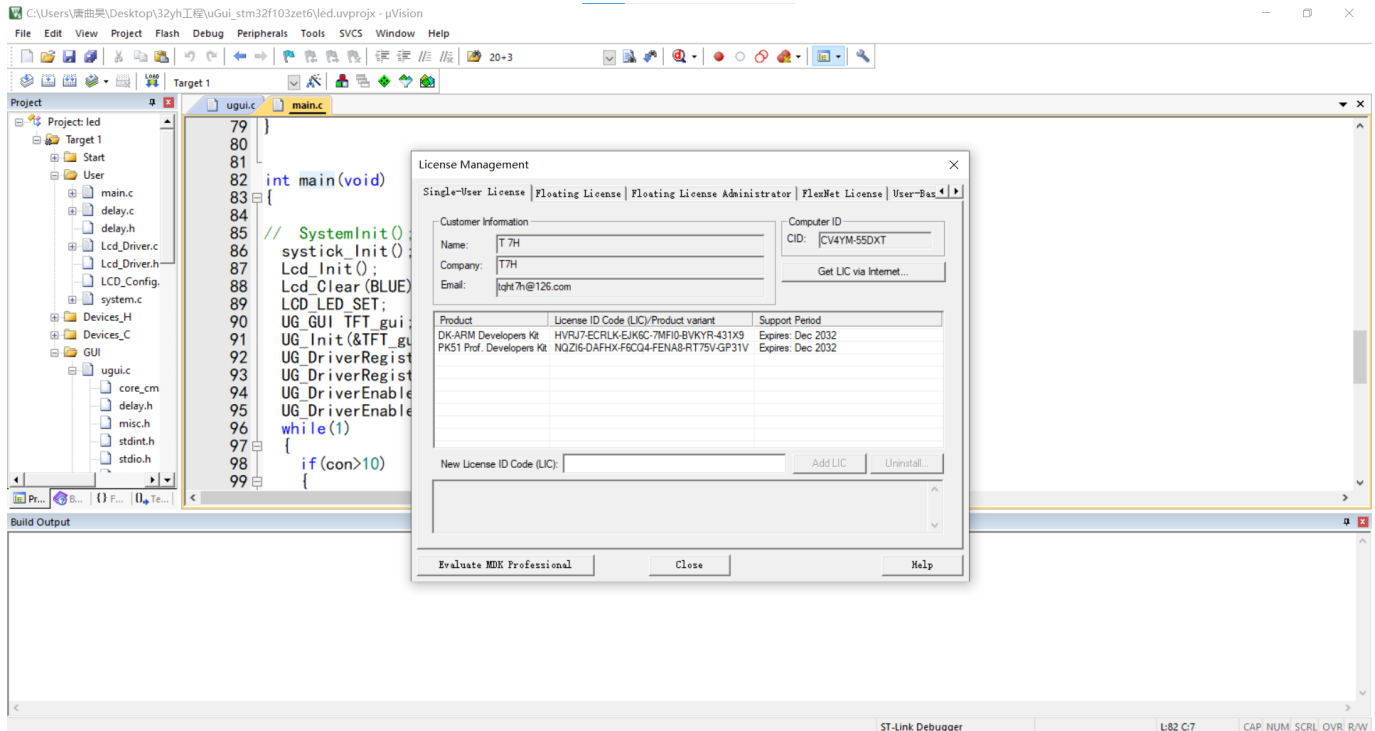 C:\Users\唐曲昊\Desktop\32yh工程\uGui_stm32f103zet6\led.uvprojx - µVision
File Edit View Project Flash Debug Peripherals Tools SVCS Window Help
20+3
LOAD Target 1
Project
ugui.c main.c
Project: led
Target 1
Start
User
main.c
delay.c
delay.h
Lcd_Driver.c
Lcd_Driver.h
LCD_Config.
system.c
Devices_H
Devices_C
GUI
ugui.c
core_cm
delay.h
misc.h
stdint.h
stdio.h
Pr... B... {} F... Te...
79 }
80
81
82 int main(void)
83 {
84
85 // SystemInit();
86 systick_Init();
87 Lcd_Init();
88 Lcd_Clear(BLUE)
89 LCD_LED_SET;
90 UG_GUI TFT_gui;
91 UG_Init(&TFT_gu
92 UG_DriverRegist
93 UG_DriverRegist
94 UG_DriverEnable
95 UG_DriverEnable
96 while(1)
97 {
98 if(con>10)
99 {
License Management
Single-User License Floating License Floating License Administrator FlexNet License User-Bas
Customer Information
Name: T 7H
Company: T7H
Email: tqht7h@126.com
Computer ID
CID: CV4YM-55DXT
Get LIC via Internet...
Product License ID Code (LIC)/Product variant Support Period
DK-ARM Developers Kit HVRJ7-ECRLK-EJK6C-7MFI0-BVKYR-431X9 Expires: Dec 2032
PK51 Prof. Developers Kit NQZI6-DAFHX-F6CQ4-FENA8-RT75V-GP31V Expires: Dec 2032
New License ID Code (LIC): Add LIC Uninstall...
Evaluate MDK Professional Close Help
Build Output
ST-Link Debugger L:82 C:7 CAP NUM SCRL OVR R/W